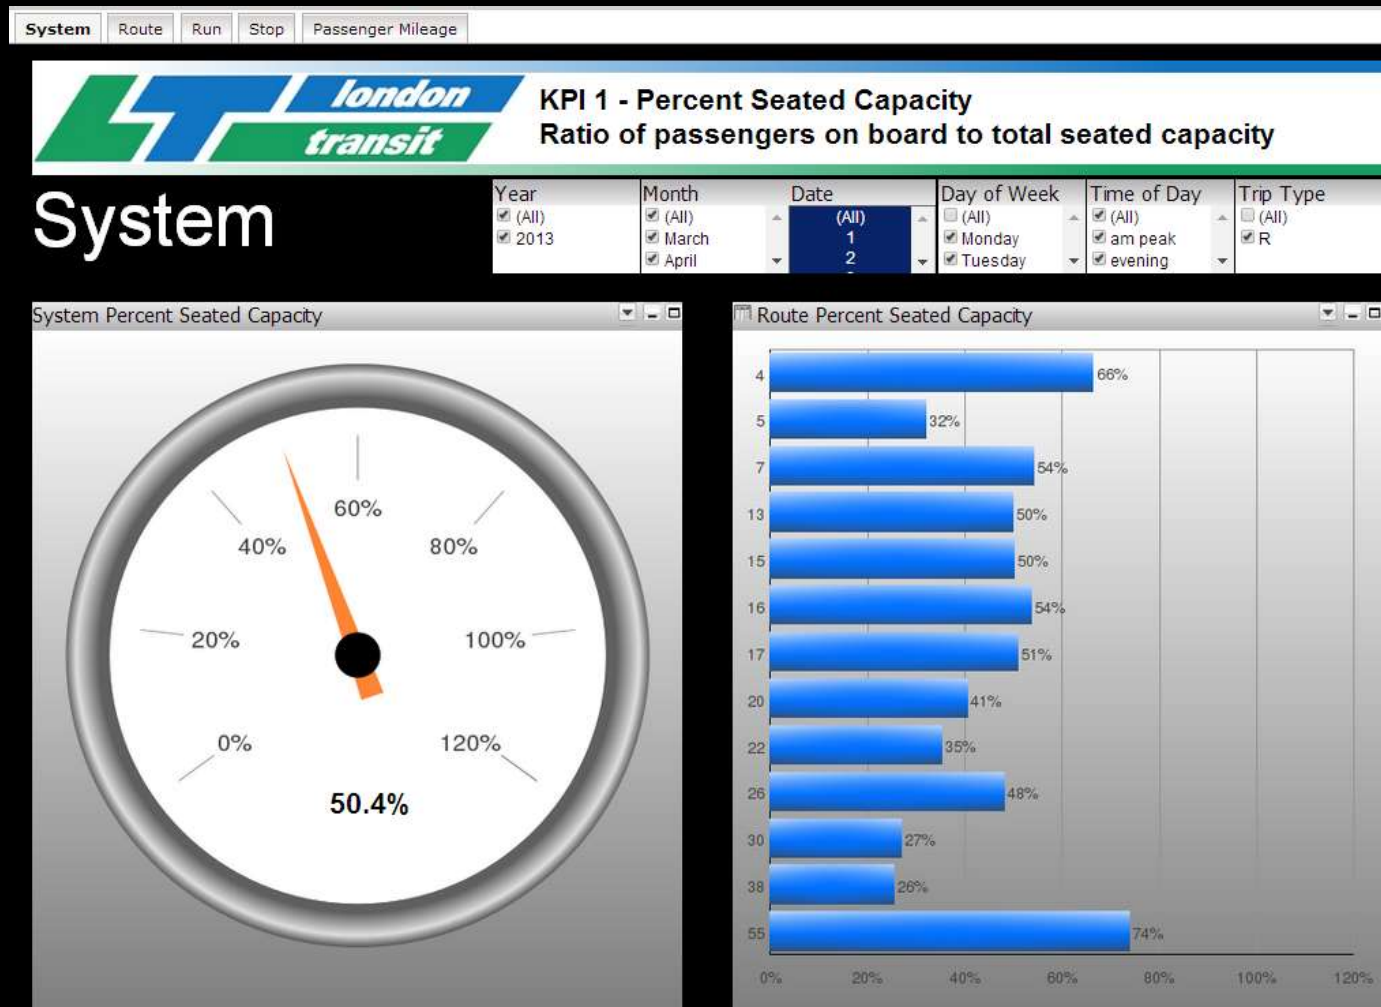 System Route Run Stop Passenger Mileage
LT london transit
KPI 1 - Percent Seated Capacity
Ratio of passengers on board to total seated capacity
System
Year
(All)
2013
Month
(All)
March
April
Date
(All)
1
2
Day of Week
(All)
Monday
Tuesday
Time of Day
(All)
am peak
evening
Trip Type
(All)
R
System Percent Seated Capacity
0%
20%
40%
60%
80%
100%
120%
50.4%
Route Percent Seated Capacity
4 66%
5 32%
7 54%
13 50%
15 50%
16 54%
17 51%
20 41%
22 35%
26 48%
30 27%
38 26%
55 74%
0% 20% 40% 60% 80% 100% 120%